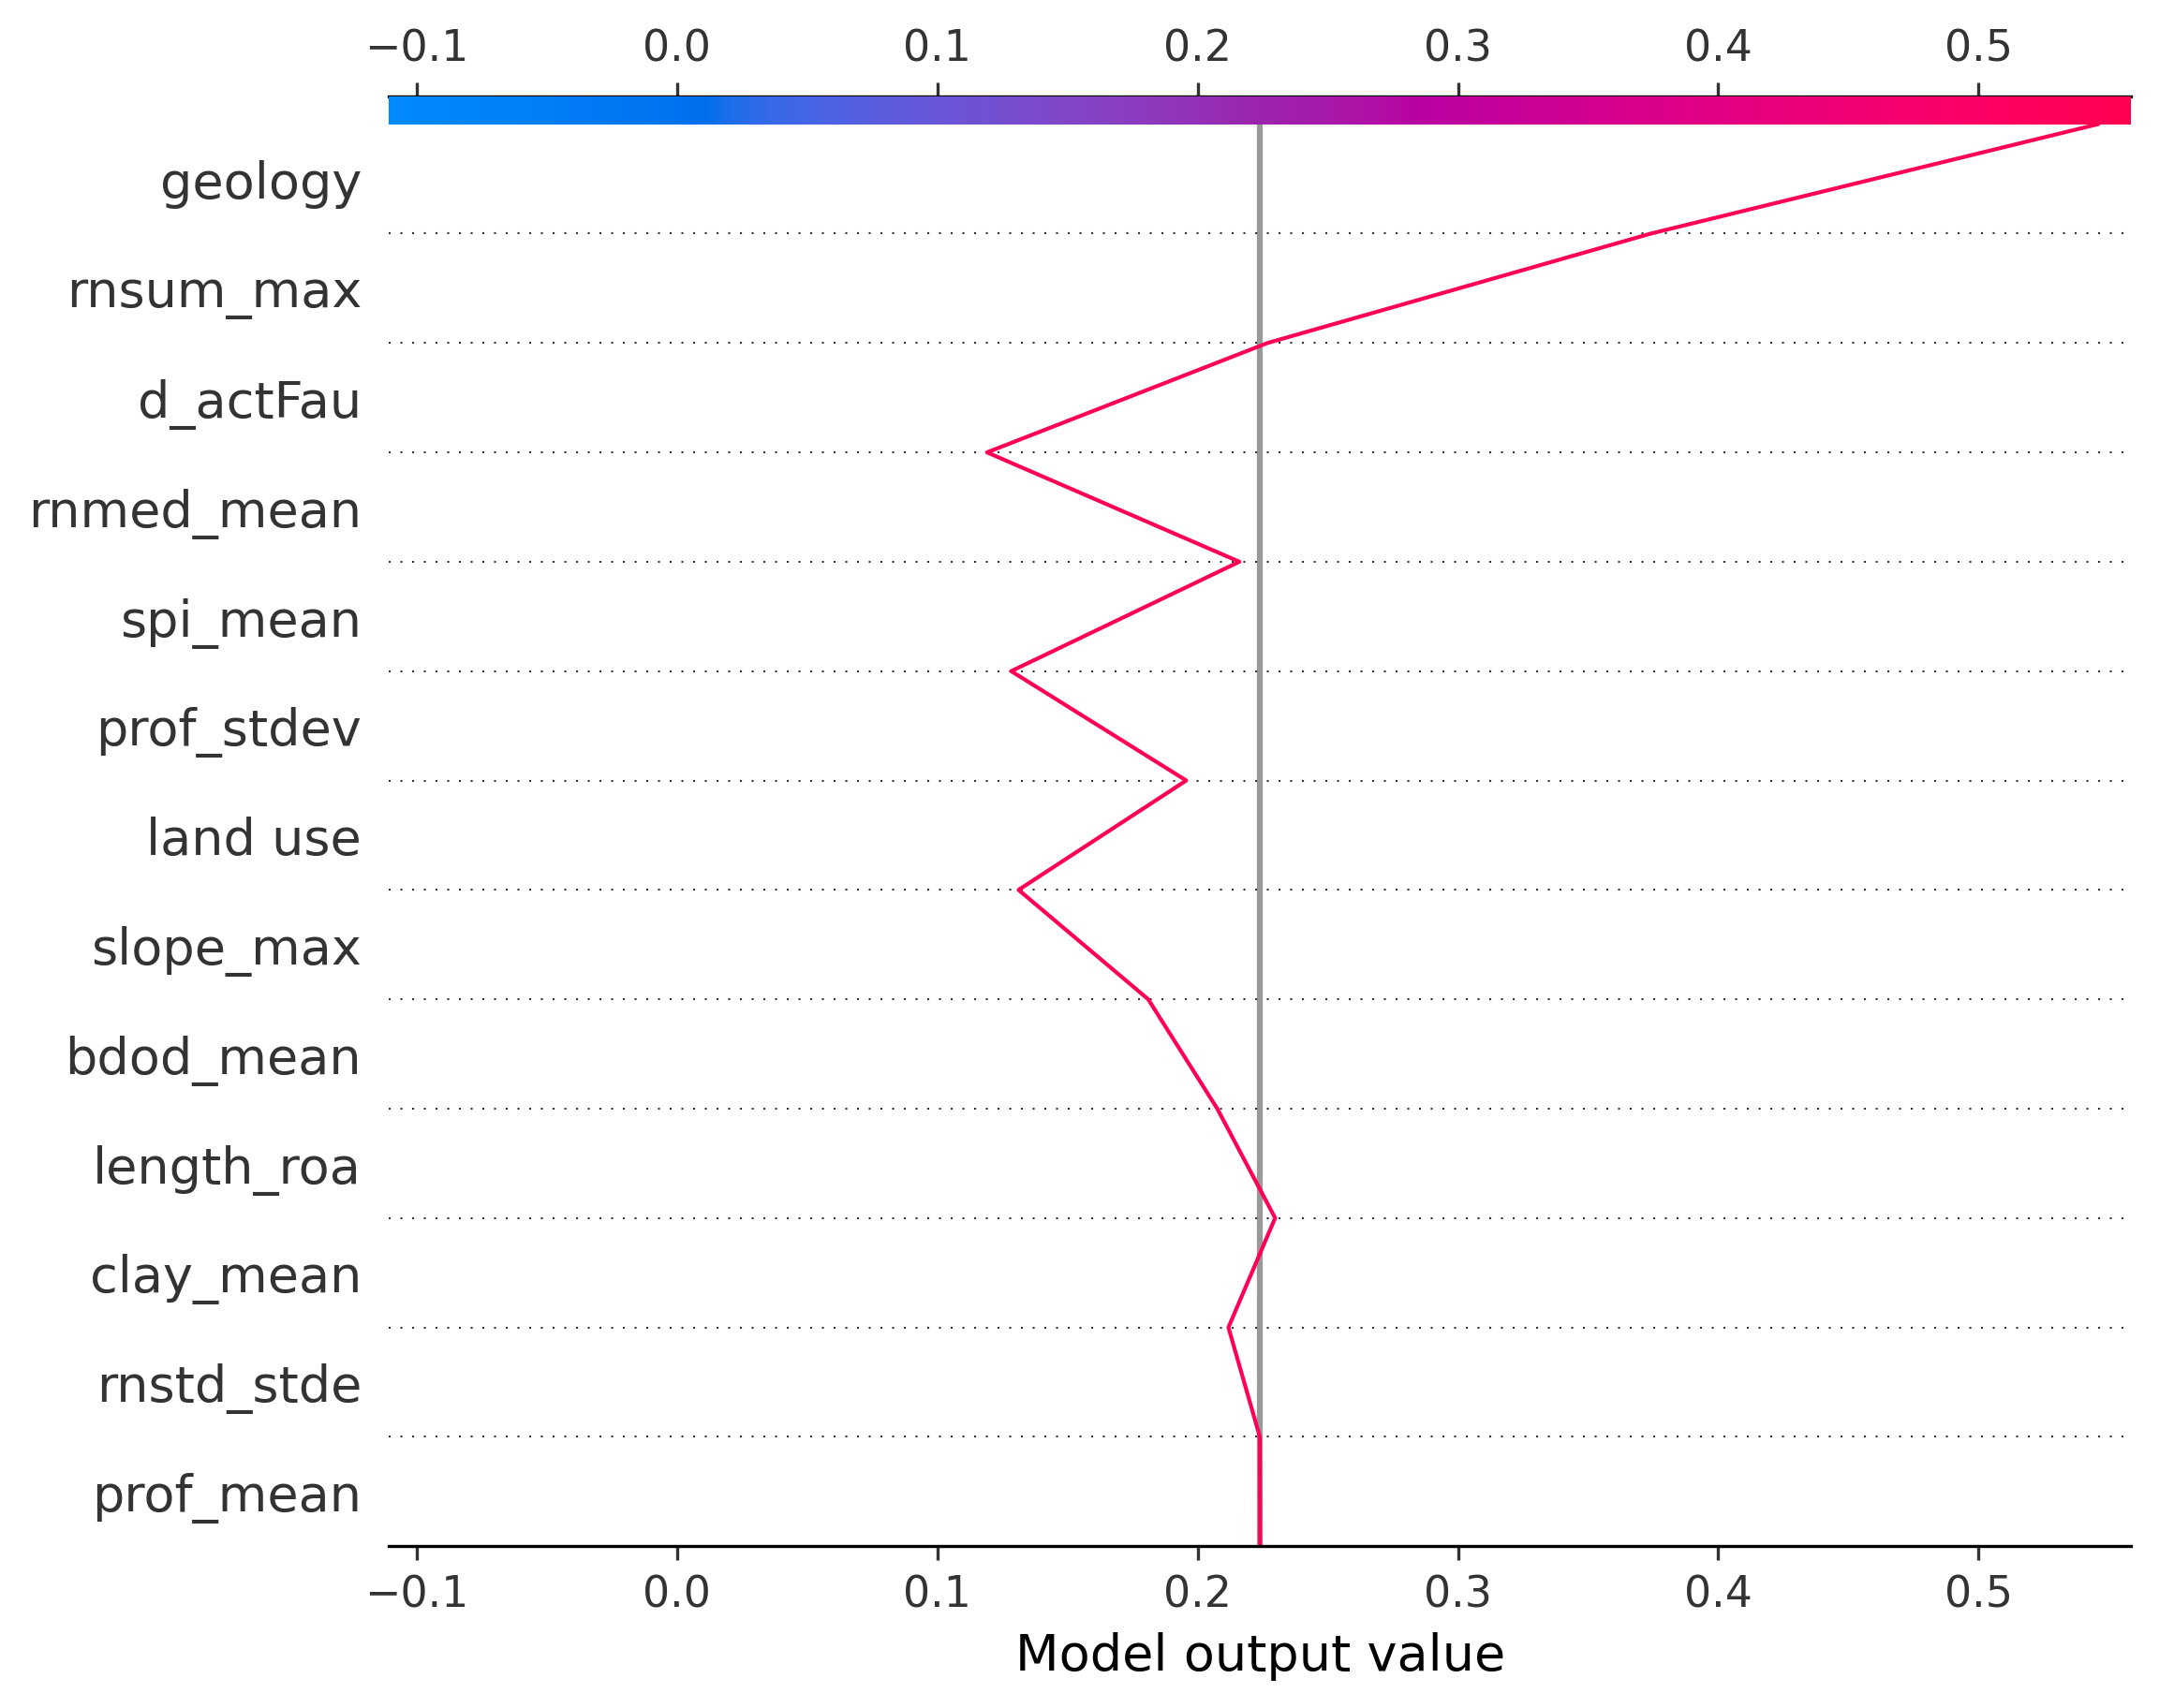 −0.1 0.0 0.1 0.2 0.3 0.4 0.5
geology
rnsum_max
d_actFau
rnmed_mean
spi_mean
prof_stdev
land use
slope_max
bdod_mean
length_roa
clay_mean
rnstd_stde
prof_mean
−0.1 0.0 0.1 0.2 0.3 0.4 0.5
Model output value